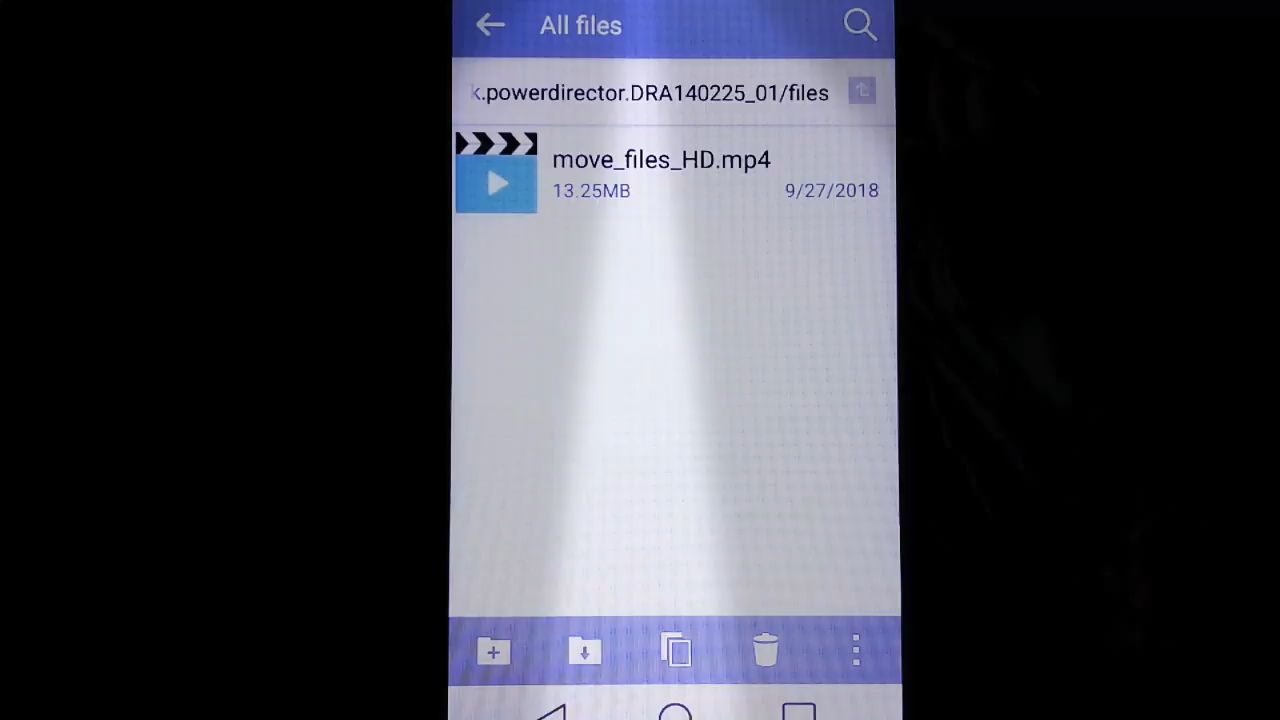 All files
k.powerdirector.DRA140225_01/files
move_files_HD.mp4
13.25MB
9/27/2018